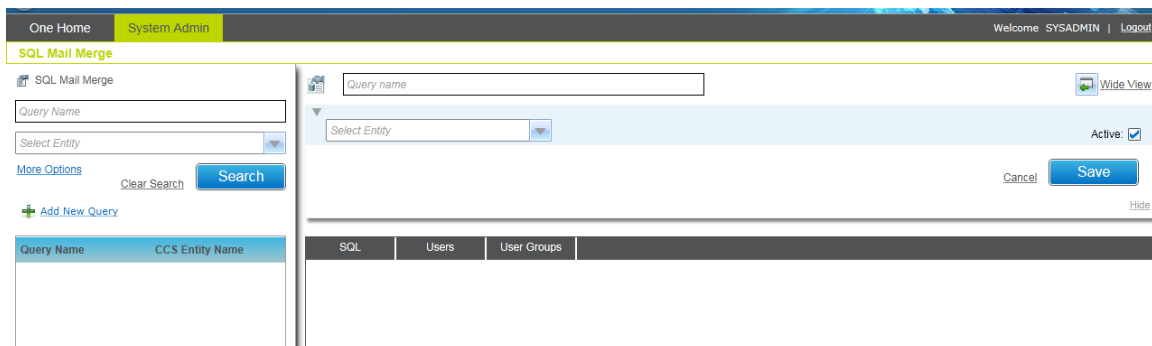 One Home System Admin Welcome SYSADMIN | Logout
SQL Mail Merge
SQL Mail Merge
Query Name
Select Entity
More Options
Clear Search
Search
Add New Query
Query Name CCS Entity Name
Query name
Wide View
Select Entity
Active:
Cancel
Save
Hide
SQL Users User Groups